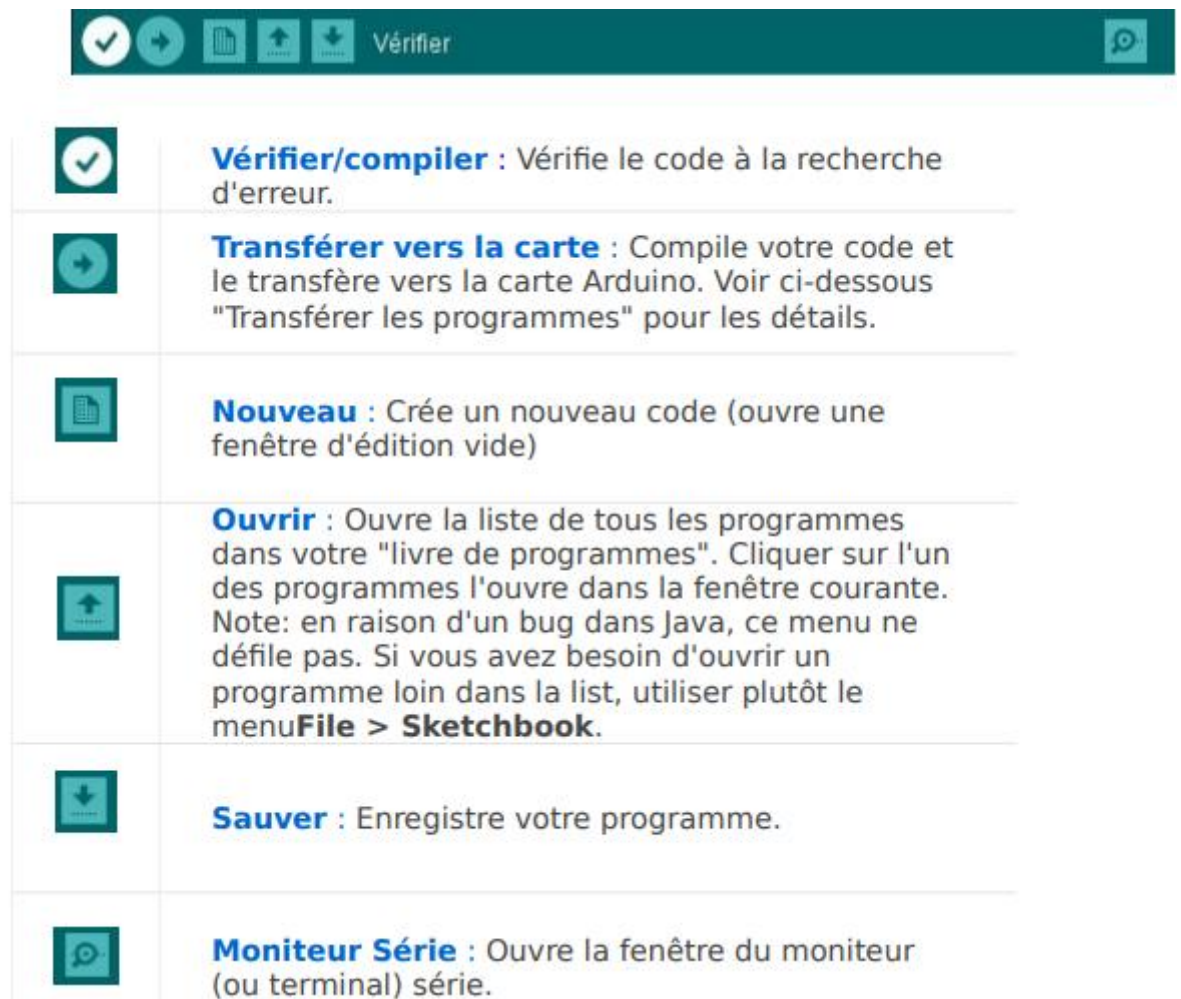 Vérifier
Vérifier/compiler : Vérifie le code à la recherche
d'erreur.
Transférer vers la carte : Compile votre code et
le transfère vers la carte Arduino. Voir ci-dessous
"Transférer les programmes" pour les détails.
Nouveau : Crée un nouveau code (ouvre une
fenêtre d'édition vide)
Ouvrir : Ouvre la liste de tous les programmes
dans votre "livre de programmes". Cliquer sur l'un
des programmes l'ouvre dans la fenêtre courante.
Note: en raison d'un bug dans Java, ce menu ne
défile pas. Si vous avez besoin d'ouvrir un
programme loin dans la list, utiliser plutôt le
menuFile > Sketchbook.
Sauver : Enregistre votre programme.
Moniteur Série : Ouvre la fenêtre du moniteur
(ou terminal) série.